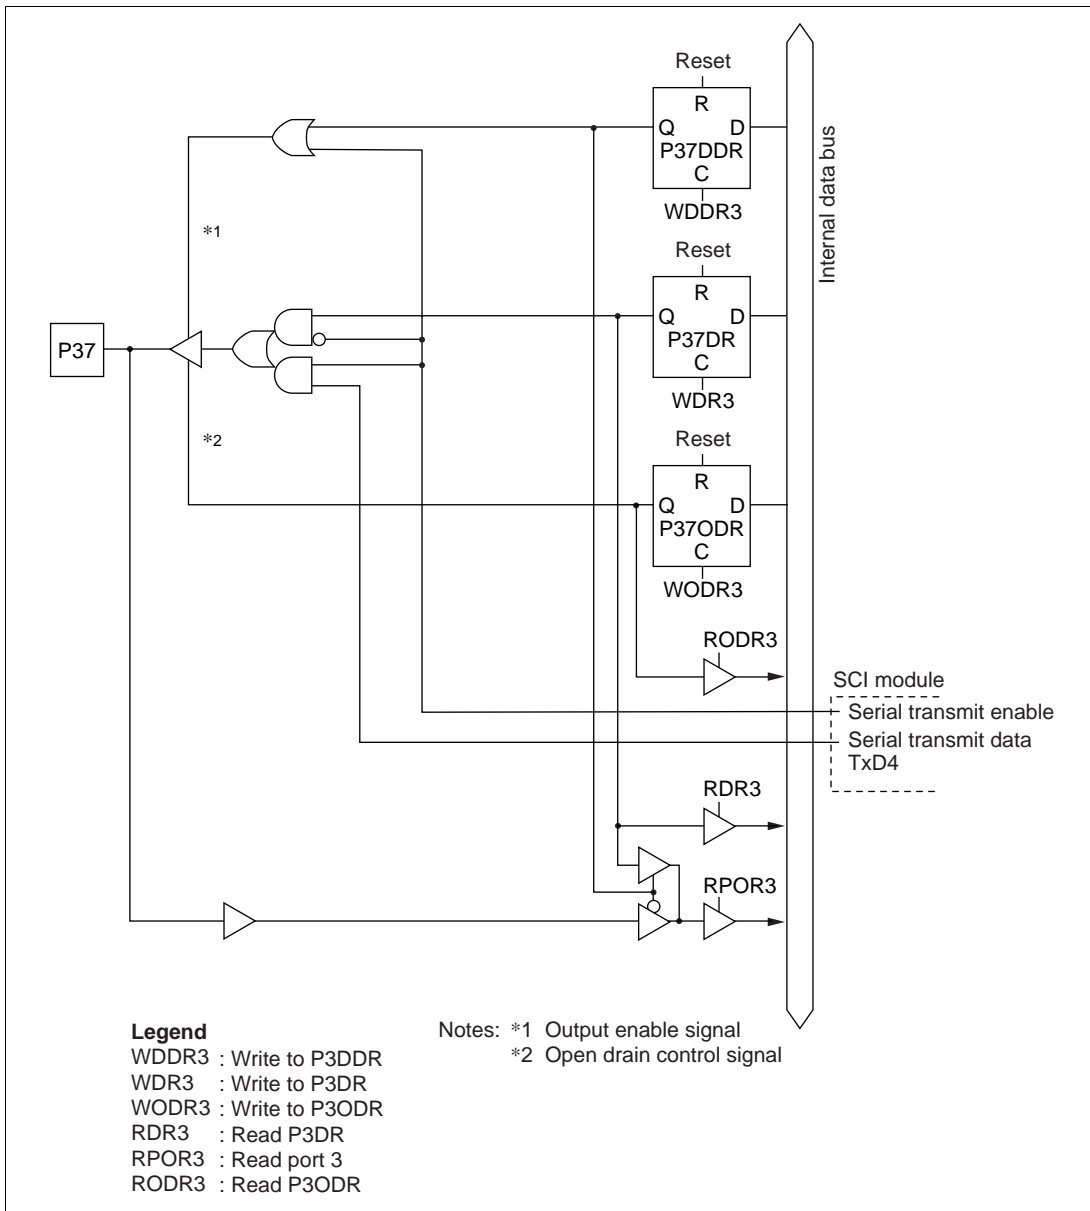 Reset
R
Q D
P37DDR
C
WDDR3
Internal data bus
*1
Reset
R
Q D
P37DR
C
WDR3
P37
*2
Reset
R
Q D
P37ODR
C
WODR3
RODR3
SCI module
Serial transmit enable
Serial transmit data
TxD4
RDR3
RPOR3
Legend
WDDR3 : Write to P3DDR
WDR3 : Write to P3DR
WODR3 : Write to P3ODR
RDR3 : Read P3DR
RPOR3 : Read port 3
RODR3 : Read P3ODR
Notes: *1 Output enable signal
*2 Open drain control signal